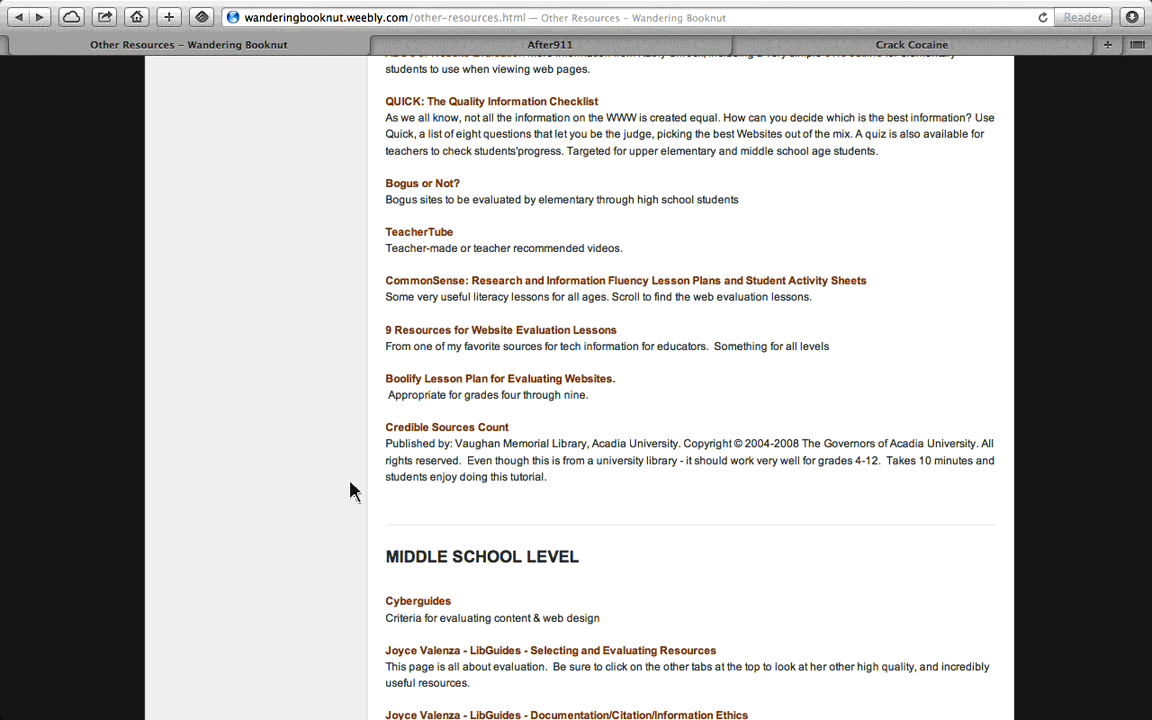 wanderingbooknut.weebly.com/other-resources.html — Other Resources – Wandering Booknut
Reader
Other Resources – Wandering Booknut
After911
Crack Cocaine
students to use when viewing web pages.
QUICK: The Quality Information Checklist
As we all know, not all the information on the WWW is created equal. How can you decide which is the best information? Use
Quick, a list of eight questions that let you be the judge, picking the best Websites out of the mix. A quiz is also available for
teachers to check students'progress. Targeted for upper elementary and middle school age students.
Bogus or Not?
Bogus sites to be evaluated by elementary through high school students
TeacherTube
Teacher-made or teacher recommended videos.
CommonSense: Research and Information Fluency Lesson Plans and Student Activity Sheets
Some very useful literacy lessons for all ages. Scroll to find the web evaluation lessons.
9 Resources for Website Evaluation Lessons
From one of my favorite sources for tech information for educators. Something for all levels
Boolify Lesson Plan for Evaluating Websites.
Appropriate for grades four through nine.
Credible Sources Count
Published by: Vaughan Memorial Library, Acadia University. Copyright © 2004-2008 The Governors of Acadia University. All
rights reserved. Even though this is from a university library - it should work very well for grades 4-12. Takes 10 minutes and
students enjoy doing this tutorial.
MIDDLE SCHOOL LEVEL
Cyberguides
Criteria for evaluating content & web design
Joyce Valenza - LibGuides - Selecting and Evaluating Resources
This page is all about evaluation. Be sure to click on the other tabs at the top to look at her other high quality, and incredibly
useful resources.
Joyce Valenza - LibGuides - Documentation/Citation/Information Ethics